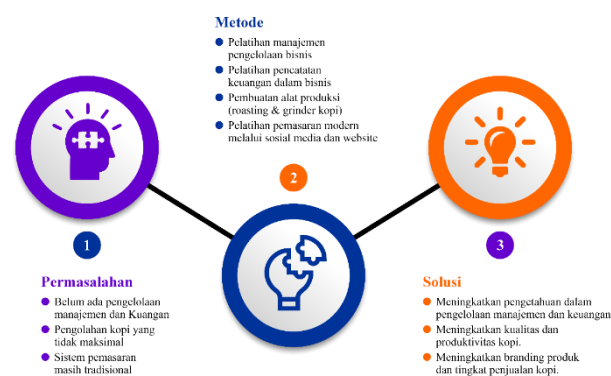 Metode
Pelatihan manajemen
pengelolaan bisnis
Pelatihan pencatatan
keuangan dalam bisnis
Pembuatan alat produksi
(roasting & grinder kopi)
Pelatihan pemasaran modern
melalui sosial media dan website
2
1
Permasalahan
Belum ada pengelolaan
manajemen dan Kuangan
Pengolahan kopi yang
tidak maksimal
Sistem pemasaran
masih tradisional
3
Solusi
Meningkatkan pengetahuan dalam
pengelolaan manajemen dan keuangan
Meningkatkan kualitas dan
produktivitas kopi.
Meningkatkan branding produk
dan tingkat penjualan kopi.